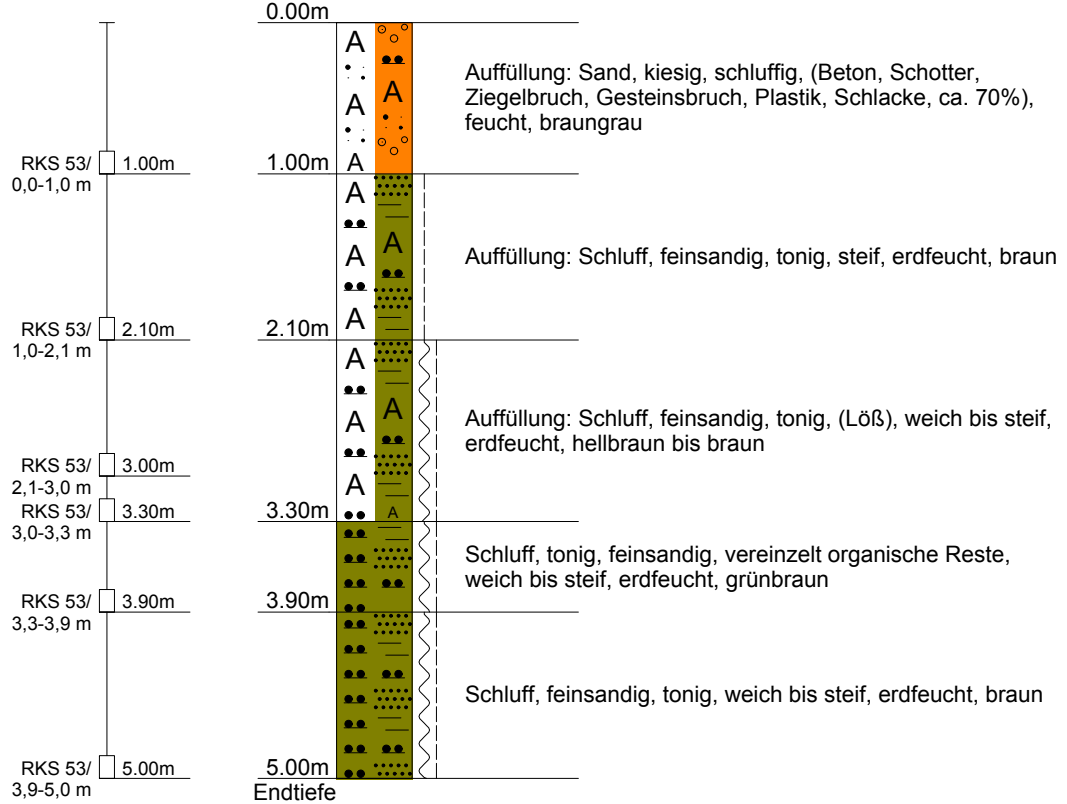 0.00m
A
A
A
A
Auffüllung: Sand, kiesig, schluffig, (Beton, Schotter,
Ziegelbruch, Gesteinsbruch, Plastik, Schlacke, ca. 70%),
feucht, braungrau
RKS 53/
0,0-1,0 m
1.00m
1.00m
A
A
A
A
Auffüllung: Schluff, feinsandig, tonig, steif, erdfeucht, braun
RKS 53/
1,0-2,1 m
2.10m
2.10m
A
A
A
A
Auffüllung: Schluff, feinsandig, tonig, (Löß), weich bis steif,
erdfeucht, hellbraun bis braun
RKS 53/
2,1-3,0 m
3.00m
RKS 53/
3,0-3,3 m
3.30m
3.30m
A
Schluff, tonig, feinsandig, vereinzelt organische Reste,
weich bis steif, erdfeucht, grünbraun
RKS 53/
3,3-3,9 m
3.90m
3.90m
Schluff, feinsandig, tonig, weich bis steif, erdfeucht, braun
RKS 53/
3,9-5,0 m
5.00m
5.00m
Endtiefe